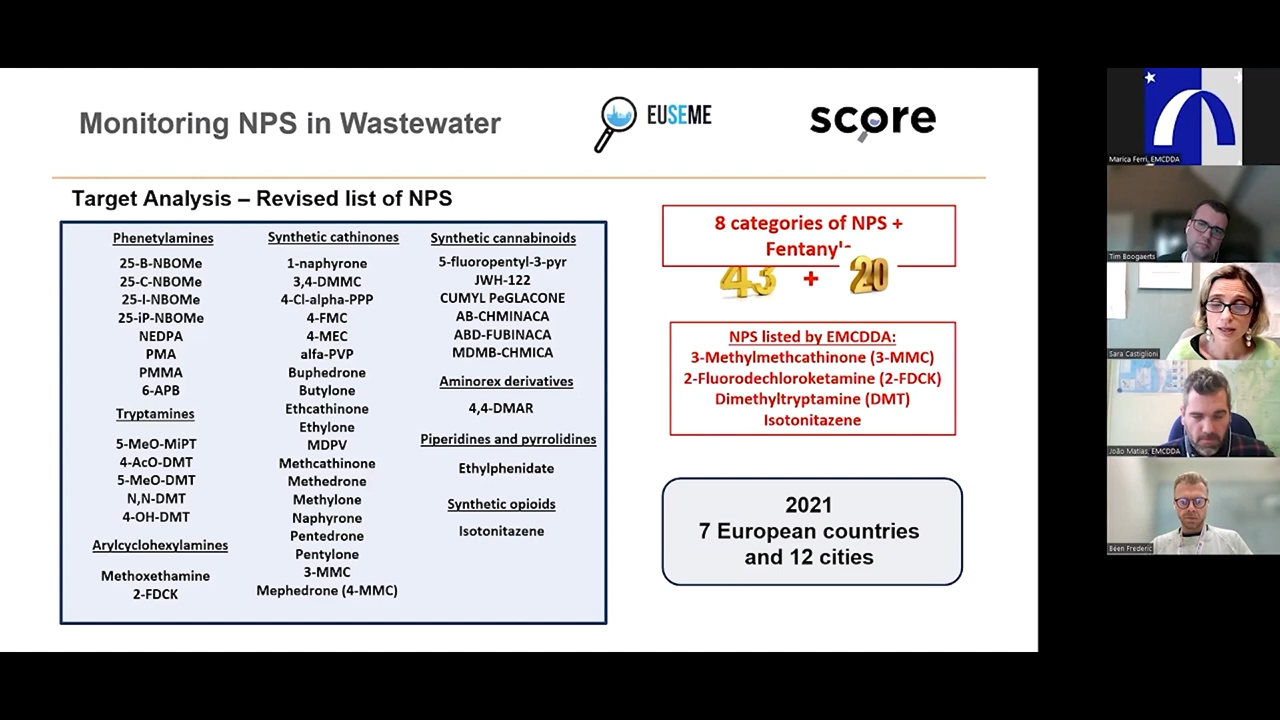 Monitoring NPS in Wastewater
EUSEME
score
Target Analysis – Revised list of NPS
Phenetylamines
25-B-NBOMe
25-C-NBOMe
25-I-NBOMe
25-iP-NBOMe
NEDPA
PMA
PMMA
6-APB
Tryptamines
5-MeO-MiPT
4-AcO-DMT
5-MeO-DMT
N,N-DMT
4-OH-DMT
Arylcyclohexylamines
Methoxethamine
2-FDCK
Synthetic cathinones
1-naphyrone
3,4-DMMC
4-Cl-alpha-PPP
4-FMC
4-MEC
alfa-PVP
Buphedrone
Butylone
Ethcathinone
Ethylone
MDPV
Methcathinone
Methedrone
Methylone
Naphyrone
Pentedrone
Pentylone
3-MMC
Mephedrone (4-MMC)
Synthetic cannabinoids
5-fluoropentyl-3-pyr
JWH-122
CUMYL PeGLACONE
AB-CHMINACA
ABD-FUBINACA
MDMB-CHMICA
Aminorex derivatives
4,4-DMAR
Piperidines and pyrrolidines
Ethylphenidate
Synthetic opioids
Isotonitazene
8 categories of NPS +
43 + 20
NPS listed by EMCDDA:
3-Methylmethcathinone (3-MMC)
2-Fluorodechloroketamine (2-FDCK)
Dimethyltryptamine (DMT)
Isotonitazene
2021
7 European countries
and 12 cities
Marica Ferri, EMCDDA
Tim Boogaerts
Sara Castiglioni
João Matias, EMCDDA
Béen Frederic